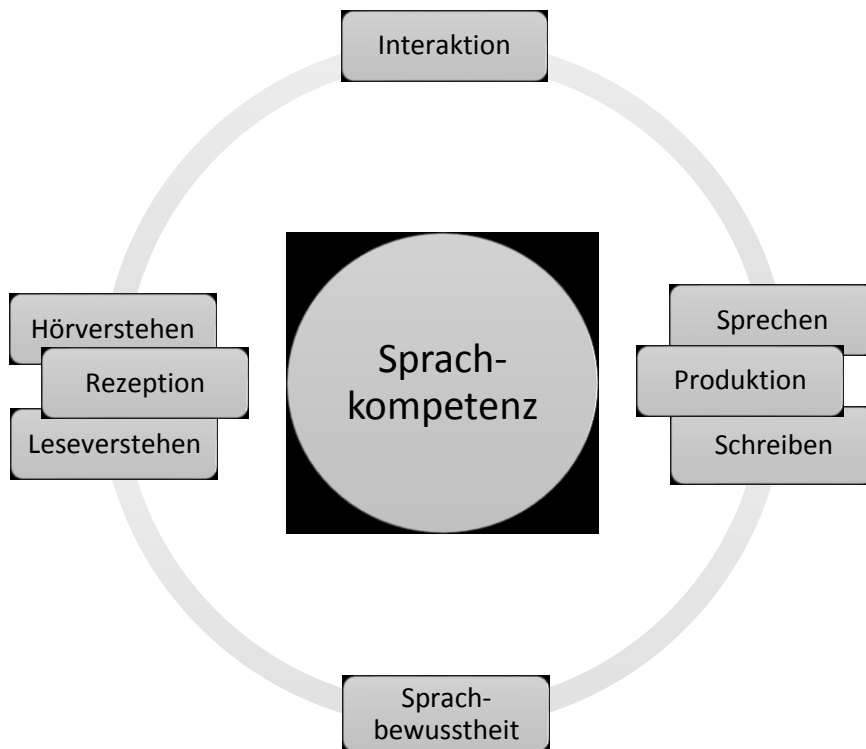 Interaktion
Hörverstehen
Rezeption
Leseverstehen
Sprach-
kompetenz
Sprechen
Produktion
Schreiben
Sprach-
bewusstheit